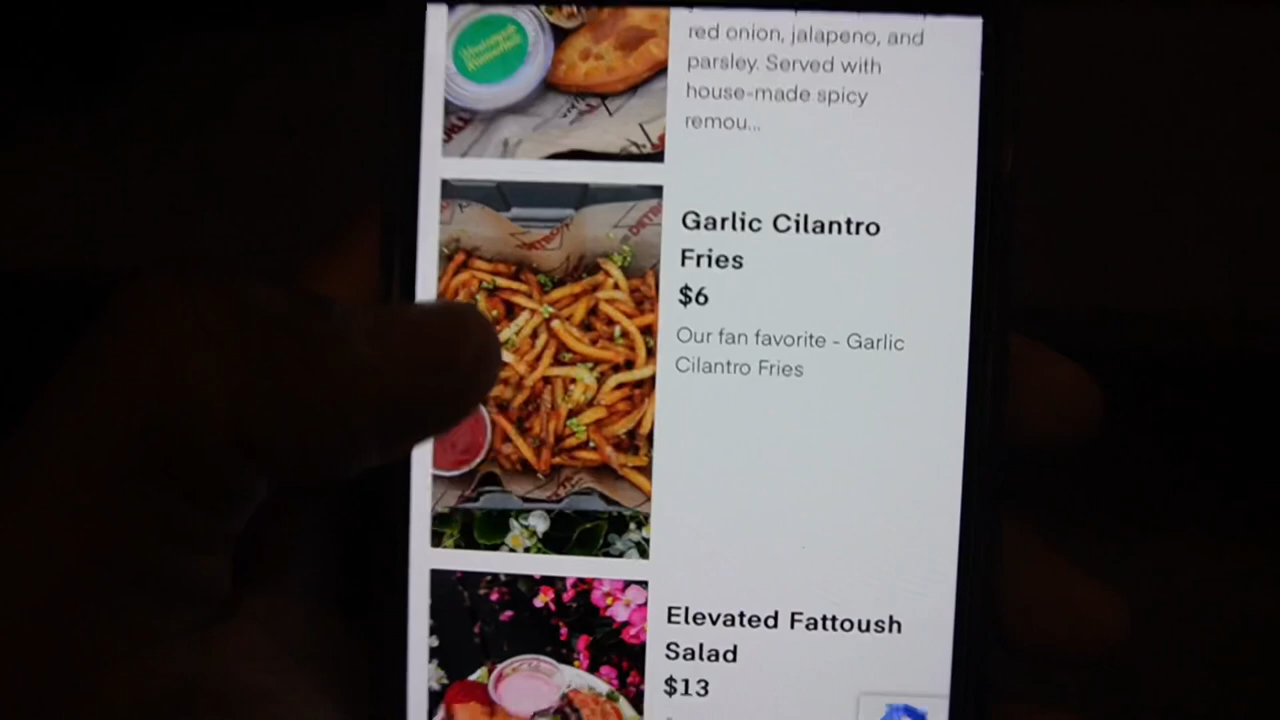 red onion, jalapeno, and
parsley. Served with
house-made spicy
remou...
Garlic Cilantro
Fries
$6
Our fan favorite - Garlic
Cilantro Fries
Elevated Fattoush
Salad
$13